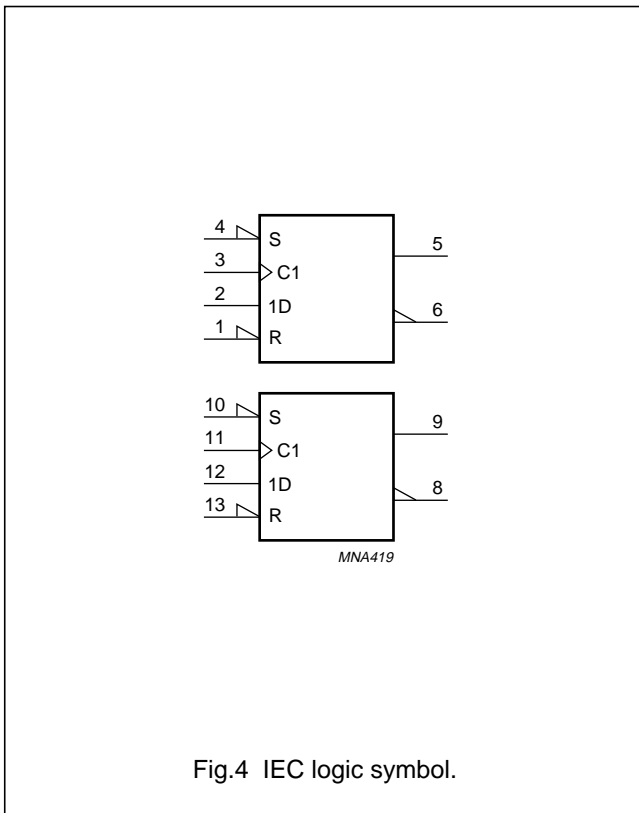 4 S 5
3 C1
2 1D 6
1 R
10 S 9
11 C1
12 1D 8
13 R
MNA419
Fig.4 IEC logic symbol.